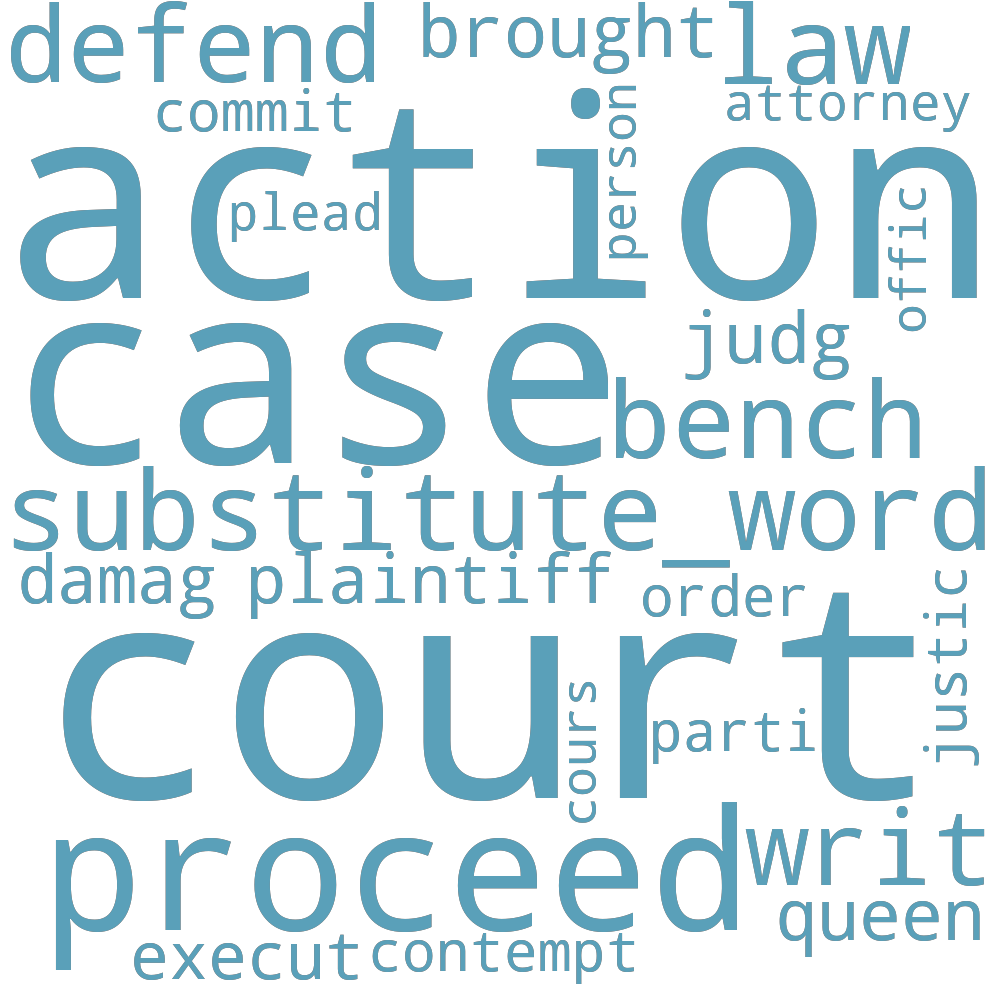 defend
brought
law
commit
attorney
action
plead
person
offic
case
judg
bench
substitute_word
damag
plaintiff
order
justic
court
cours
parti
proceed
writ
queen
execut
contempt